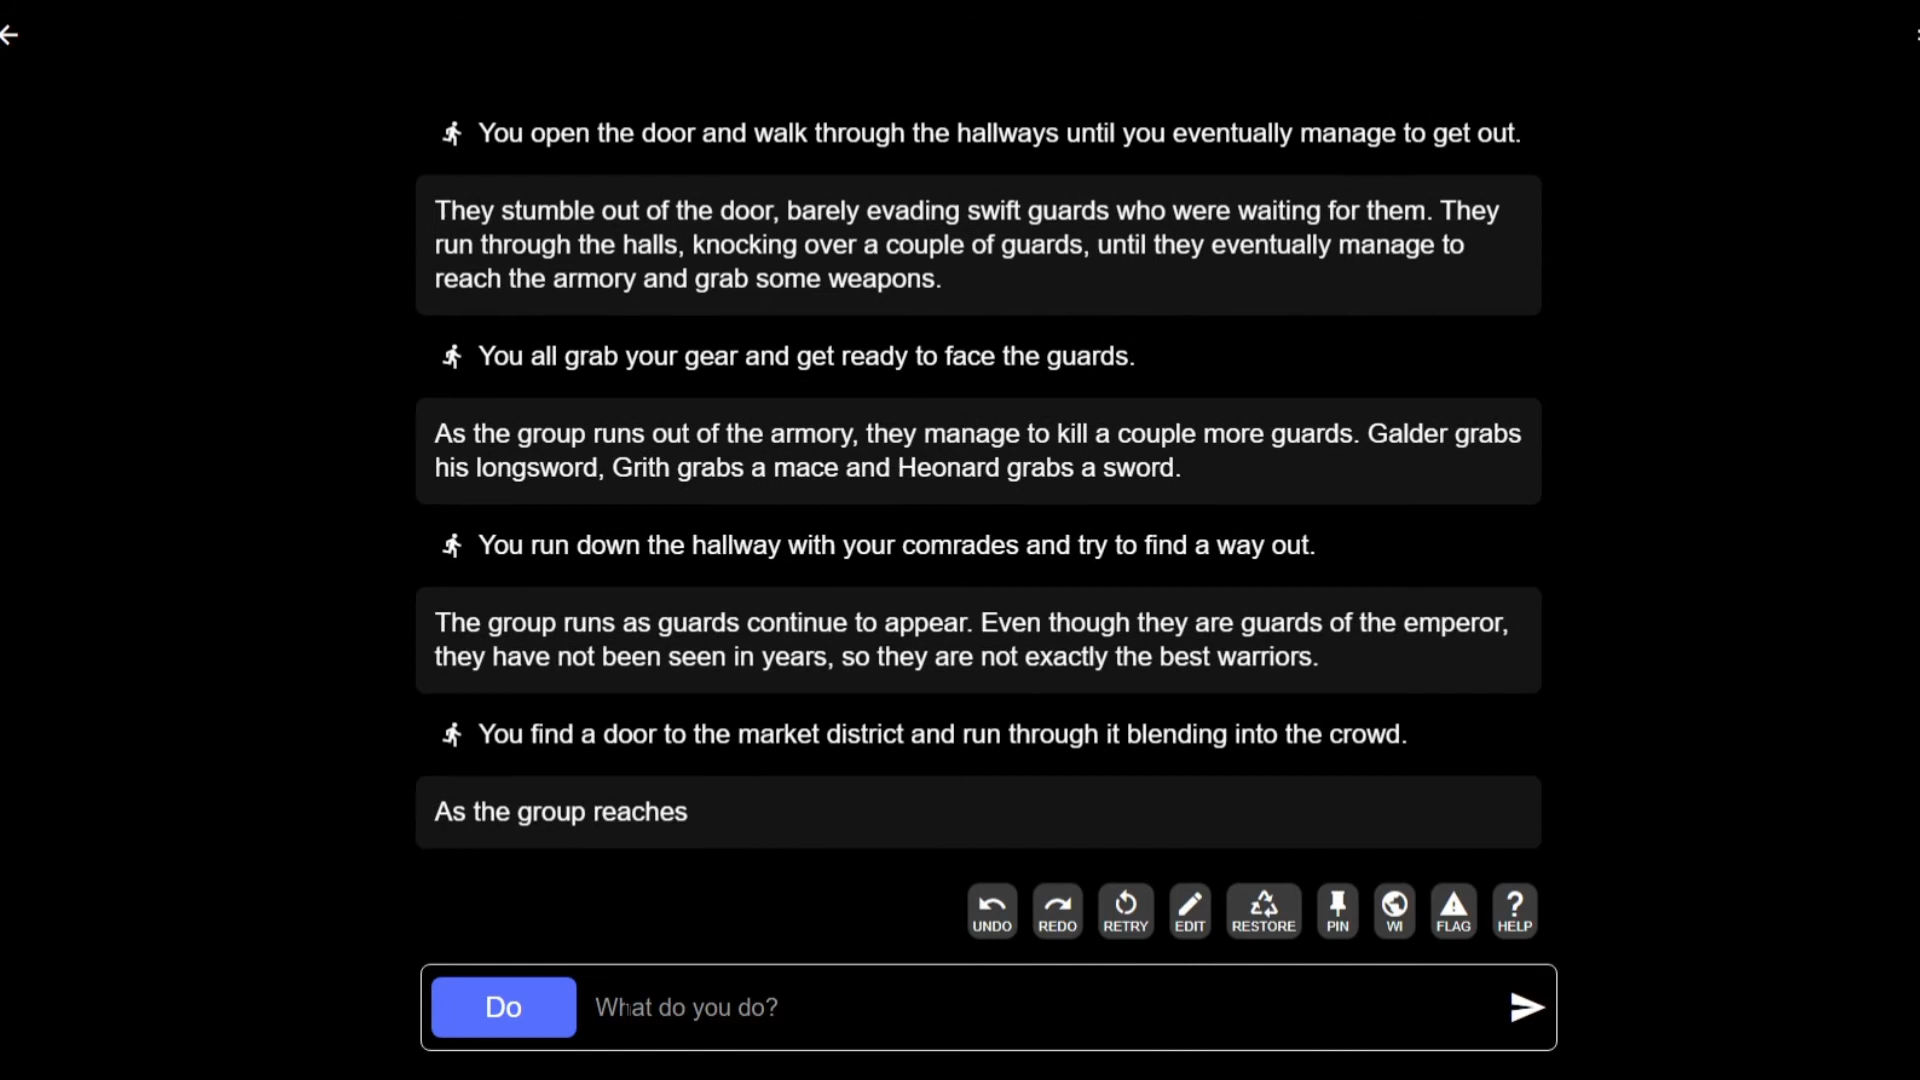 You open the door and walk through the hallways until you eventually manage to get out.
They stumble out of the door, barely evading swift guards who were waiting for them. They
run through the halls, knocking over a couple of guards, until they eventually manage to
reach the armory and grab some weapons.
You all grab your gear and get ready to face the guards.
As the group runs out of the armory, they manage to kill a couple more guards. Galder grabs
his longsword, Grith grabs a mace and Heonard grabs a sword.
You run down the hallway with your comrades and try to find a way out.
The group runs as guards continue to appear. Even though they are guards of the emperor,
they have not been seen in years, so they are not exactly the best warriors.
You find a door to the market district and run through it blending into the crowd.
As the group reaches
UNDO REDO RETRY EDIT RESTORE PIN WI FLAG HELP
Do What do you do?